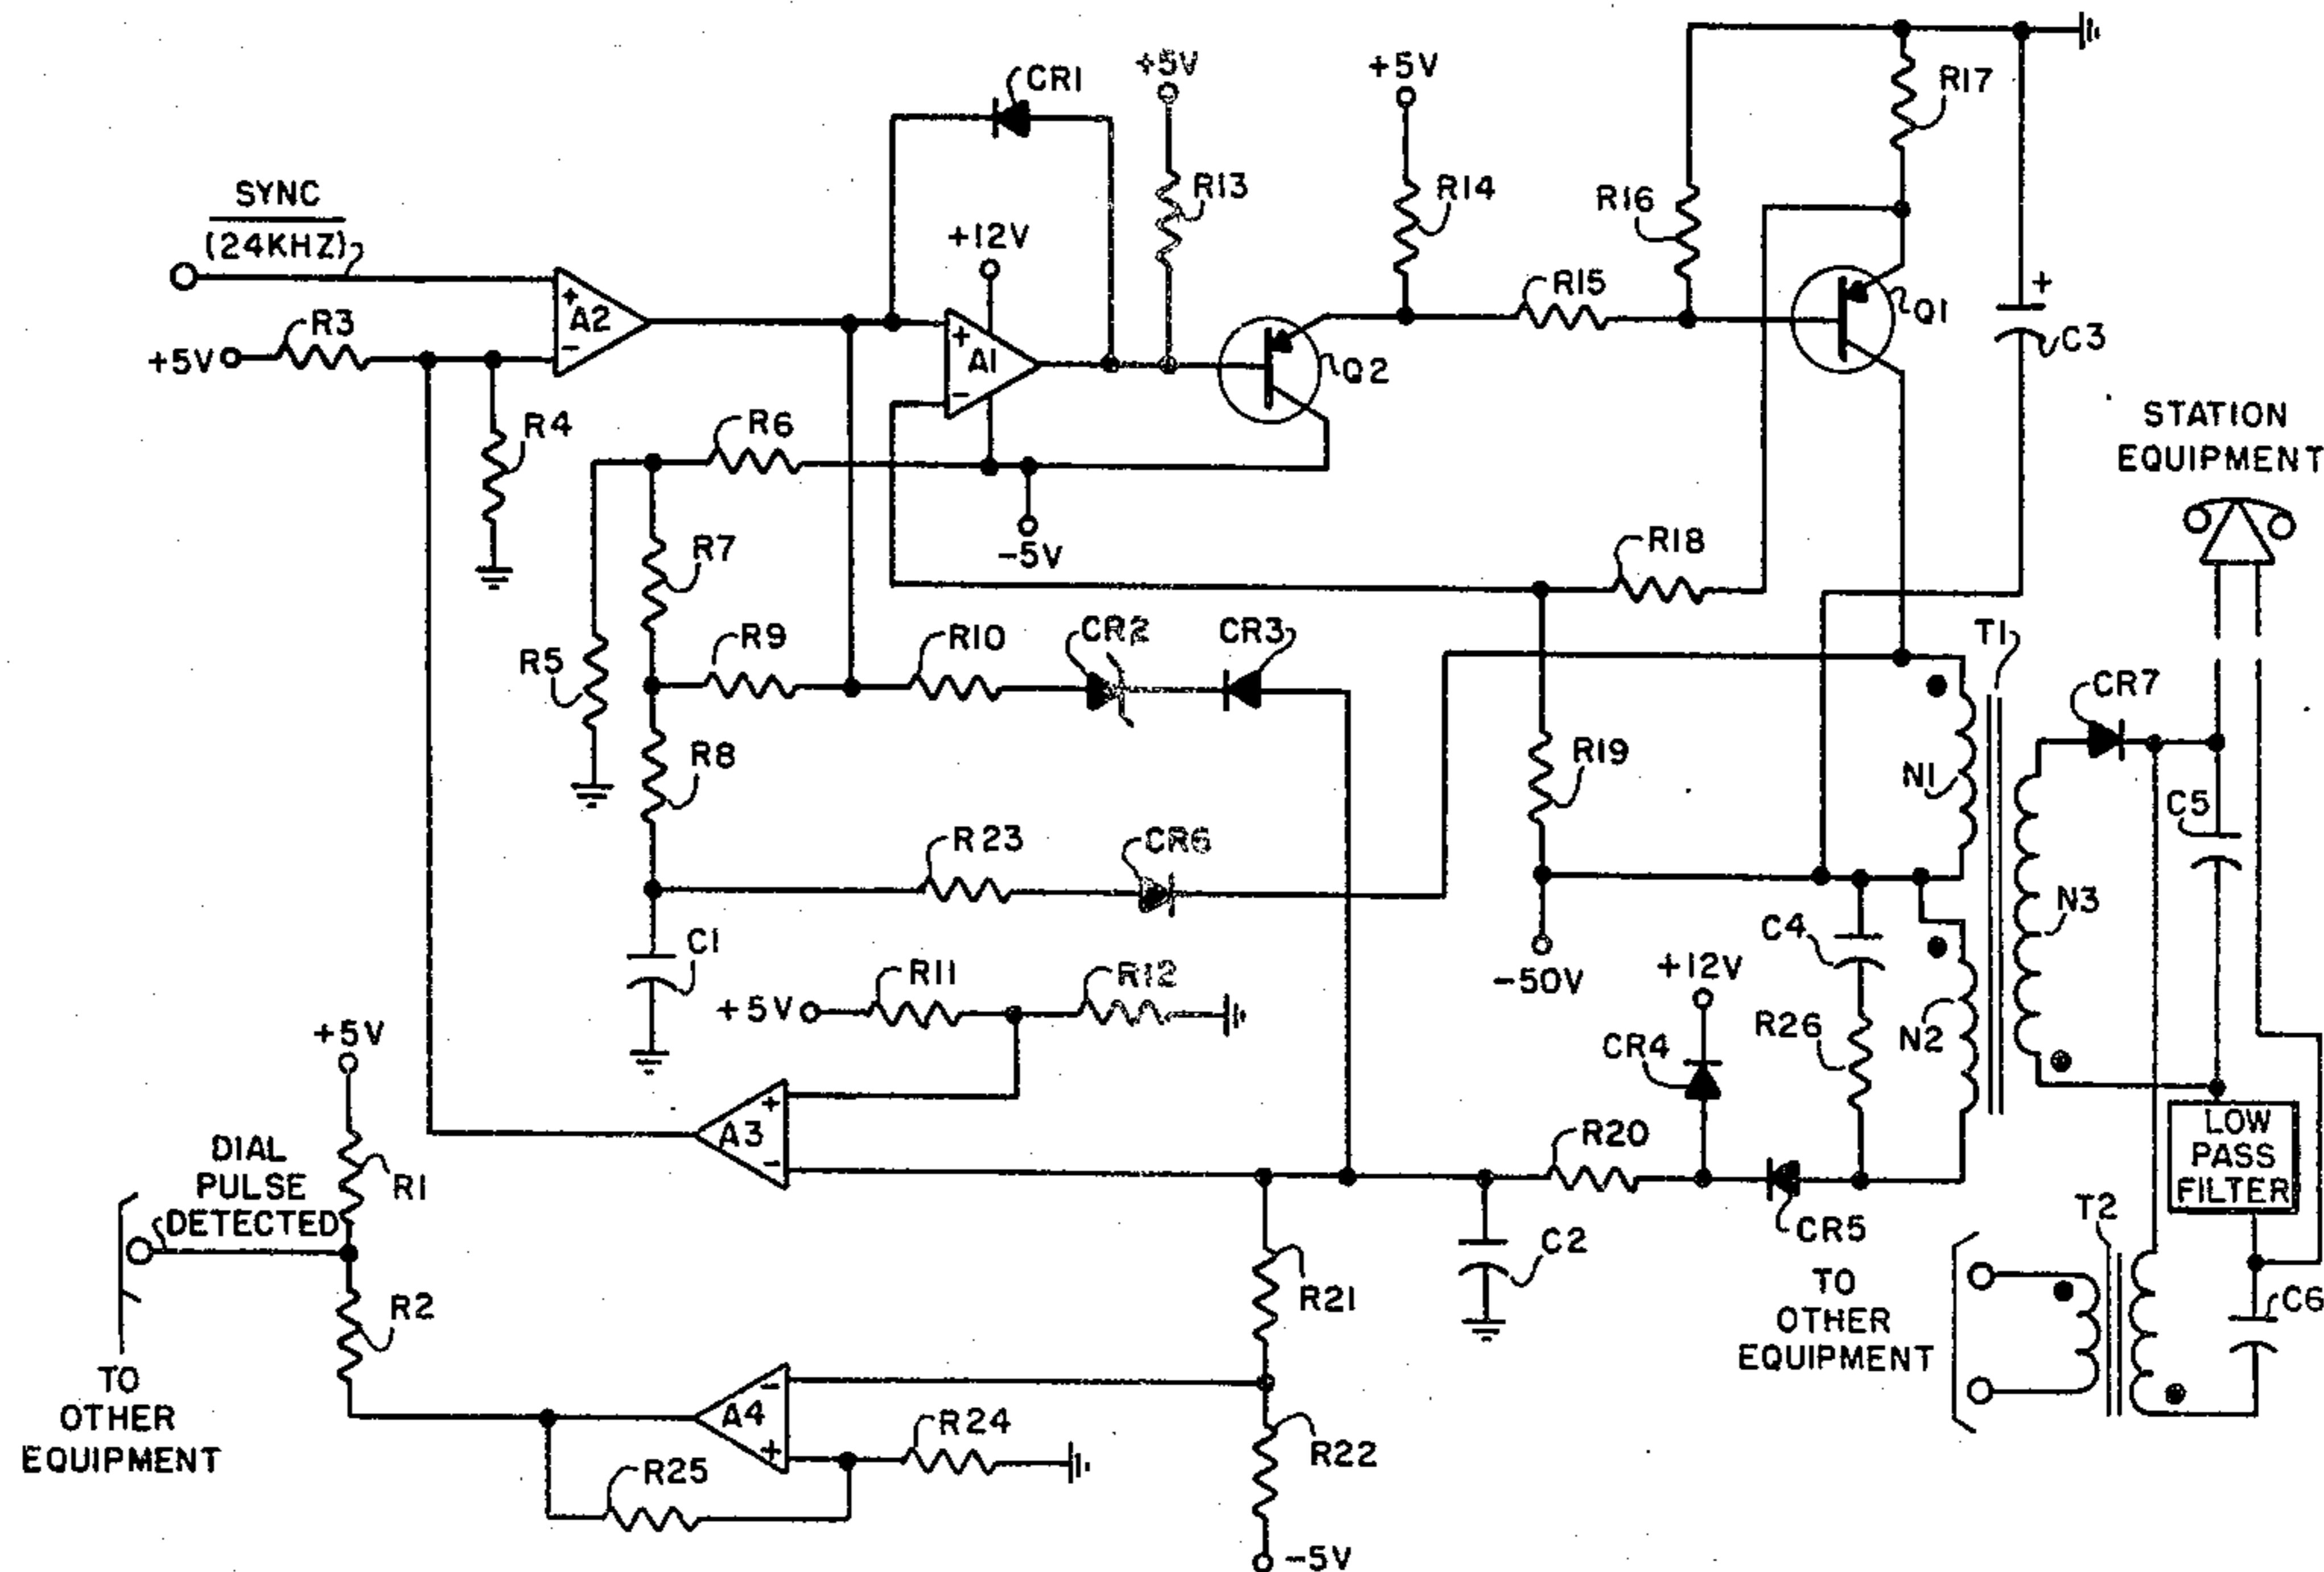 CR1
+5V
+5V
R17
SYNC
(24KHZ)
R13
R14
R16
+12V
+
R3
+
A2
-
R15
Q1
+5V
+
A1
-
Q2
C3
R4
R6
STATION
EQUIPMENT
-5V
R7
R18
R9
R10
CR2
CR3
T1
R5
CR7
R8
R19
N1
C5
R23
CR6
N3
C1
R11
R12
C4
+12V
-50V
+5V
+5V
R26
N2
CR4
DIAL
PULSE
DETECTED
R1
+
A3
-
R20
LOW
PASS
FILTER
CR5
T2
C2
TO
OTHER
EQUIPMENT
R2
R21
C6
TO
OTHER
EQUIPMENT
-
A4
+
R24
R22
R25
-5V